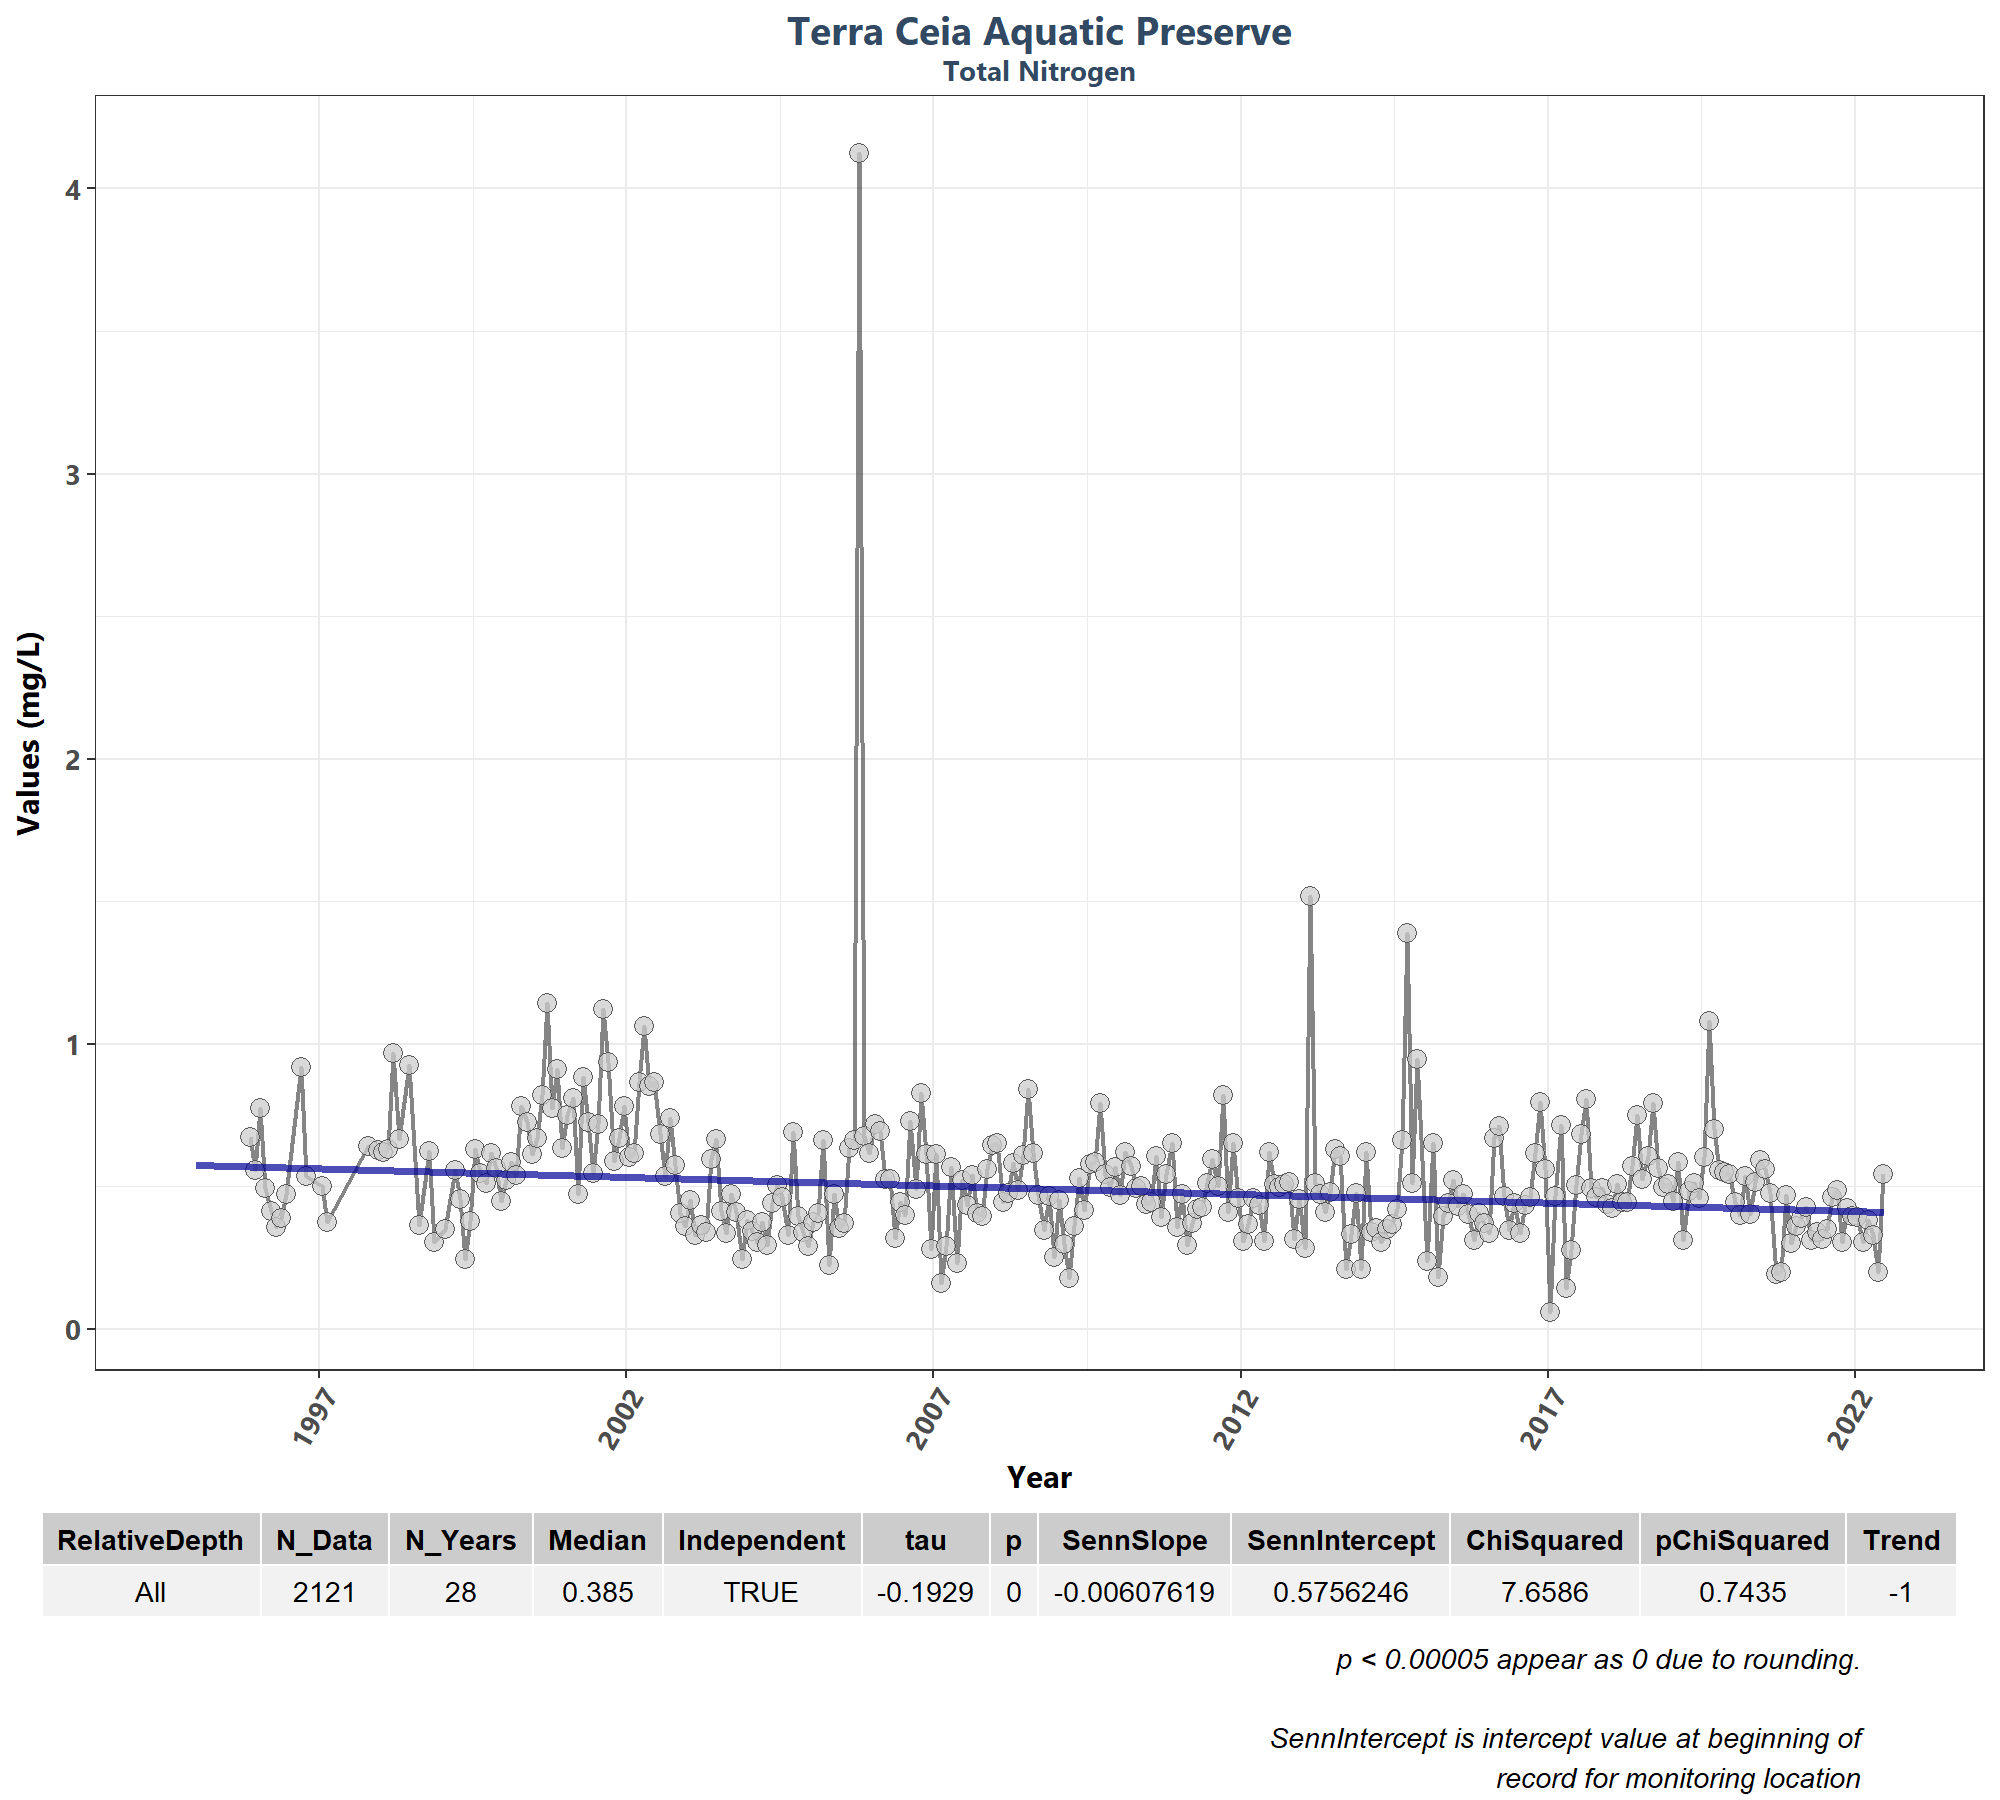 Terra Ceia Aquatic Preserve
Total Nitrogen
Values (mg/L)
4
3
2
1
0
1997
2002
2007
2012
2017
2022
Year
RelativeDepth N_Data N_Years Median Independent tau p SennSlope SennIntercept ChiSquared pChiSquared Trend
All 2121 28 0.385 TRUE -0.1929 0 -0.00607619 0.5756246 7.6586 0.7435 -1
p < 0.00005 appear as 0 due to rounding.
SennIntercept is intercept value at beginning of
record for monitoring location